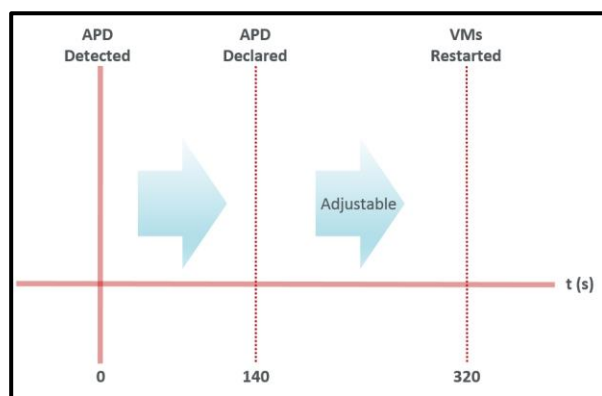 APD APD VMs
Detected Declared Restarted
Adjustable
t (s)
0 140 320